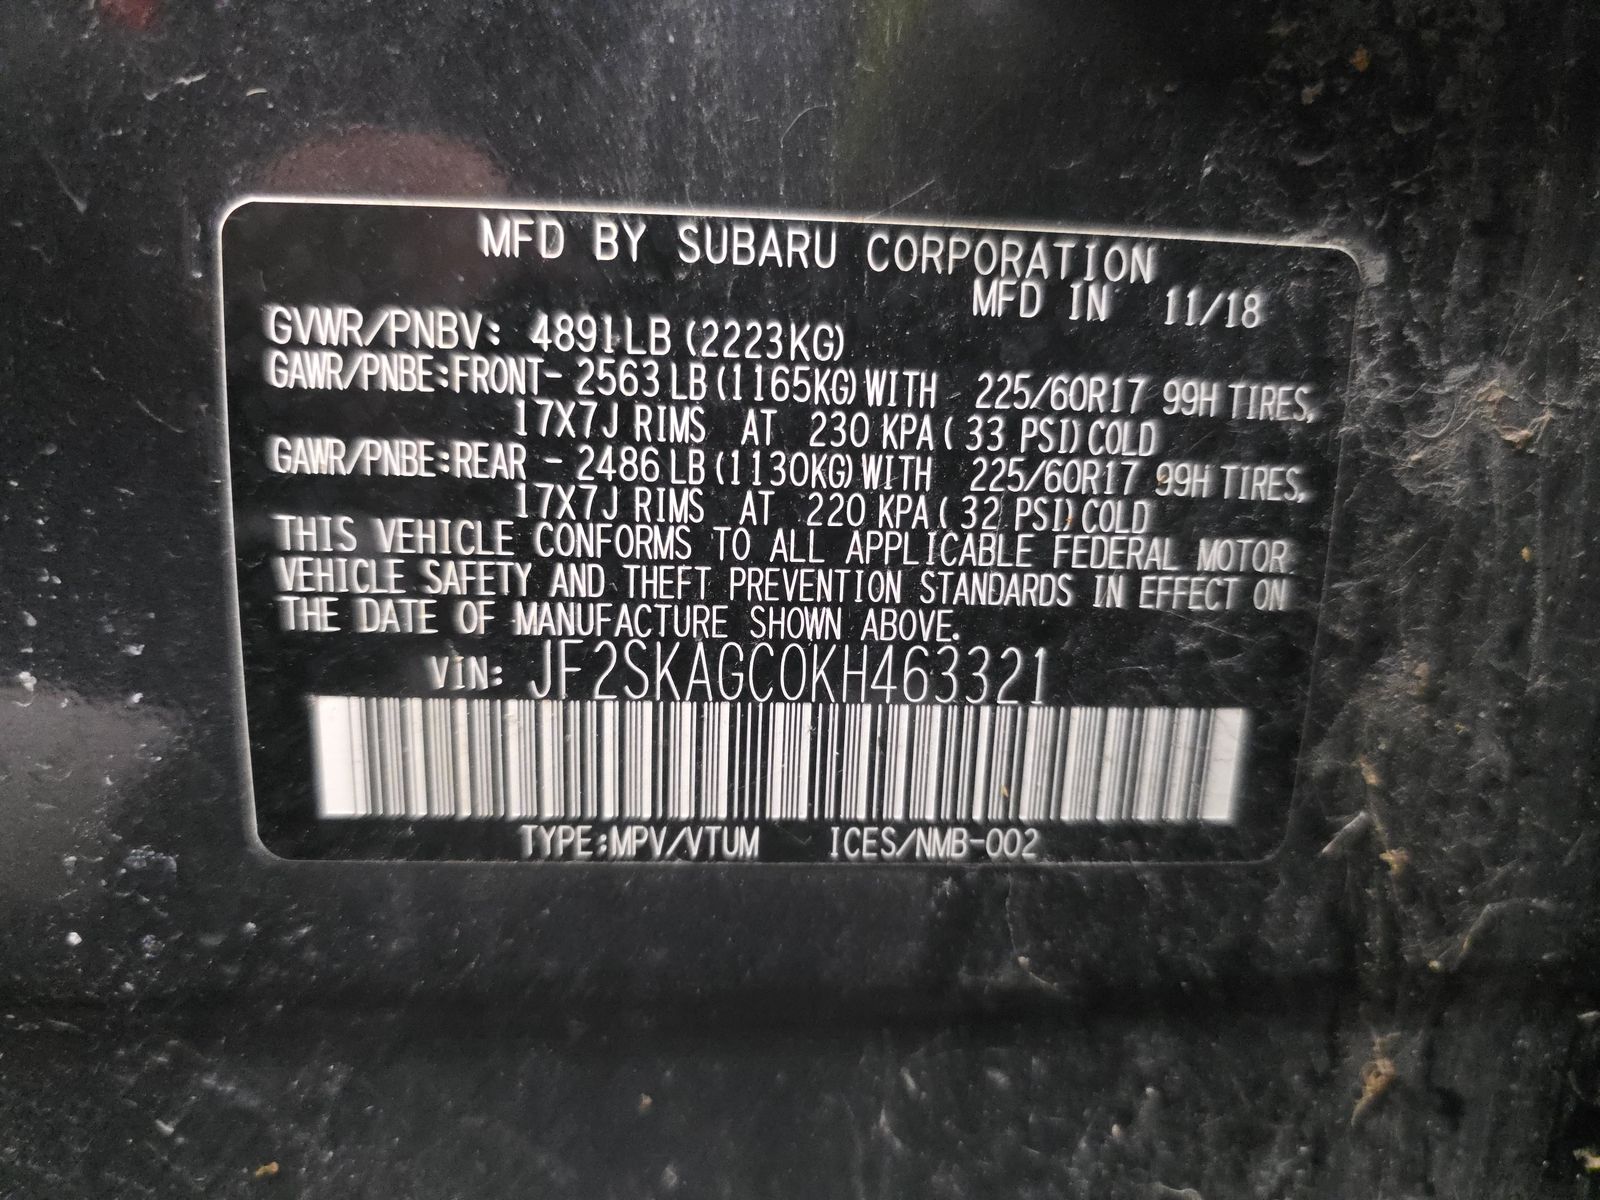 MFD BY SUBARU CORPORATION
MFD IN 11/18
GVWR/PNBV: 4891LB (2223KG)
GAWR/PNBE:FRONT- 2563 LB (1165KG) WITH 225/60R17 99H TIRES,
17X7J RIMS AT 230 KPA ( 33 PSI) COLD
GAWR/PNBE:REAR - 2486 LB (1130KG) WITH 225/60R17 99H TIRES,
17X7J RIMS AT 220 KPA ( 32 PSI) COLD
THIS VEHICLE CONFORMS TO ALL APPLICABLE FEDERAL MOTOR
VEHICLE SAFETY AND THEFT PREVENTION STANDARDS IN EFFECT ON
THE DATE OF MANUFACTURE SHOWN ABOVE.
VIN: JF2SKAGC0KH463321
TYPE:MPV/VTUM ICES/NMB-002